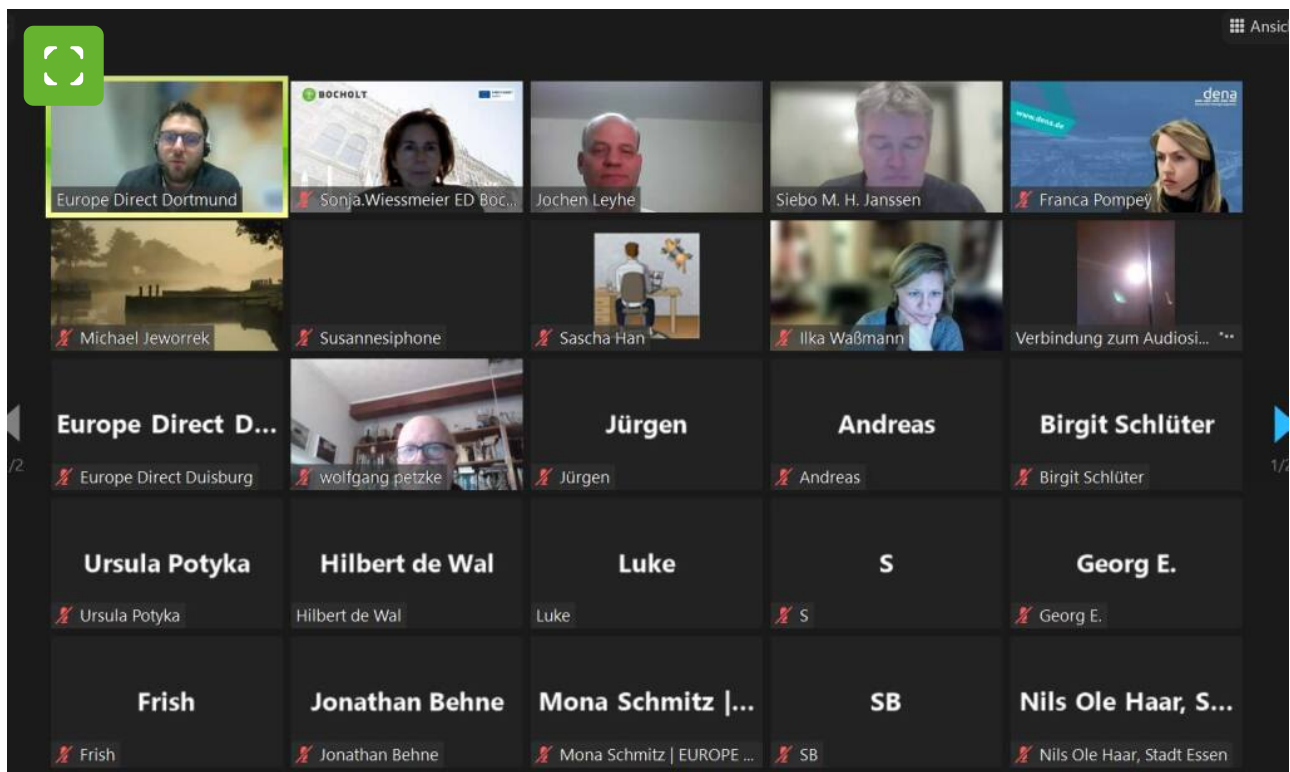 Ansic
Europe Direct Dortmund
BOCHOLT
Sonja.Wiessmeier ED Boc...
Jochen Leyhe
Siebo M. H. Janssen
dena
www.dena.de
Franca Pompey
Michael Jeworrek
Susannesiphone
Sascha Han
Ilka Waßmann
Verbindung zum Audiosi... ...
Europe Direct D...
Europe Direct Duisburg
wolfgang petzke
Jürgen
Jürgen
Andreas
Andreas
Birgit Schlüter
Birgit Schlüter
/2
1/2
Ursula Potyka
Ursula Potyka
Hilbert de Wal
Hilbert de Wal
Luke
Luke
S
S
Georg E.
Georg E.
Frish
Frish
Jonathan Behne
Jonathan Behne
Mona Schmitz |...
Mona Schmitz | EUROPE ...
SB
SB
Nils Ole Haar, S...
Nils Ole Haar, Stadt Essen